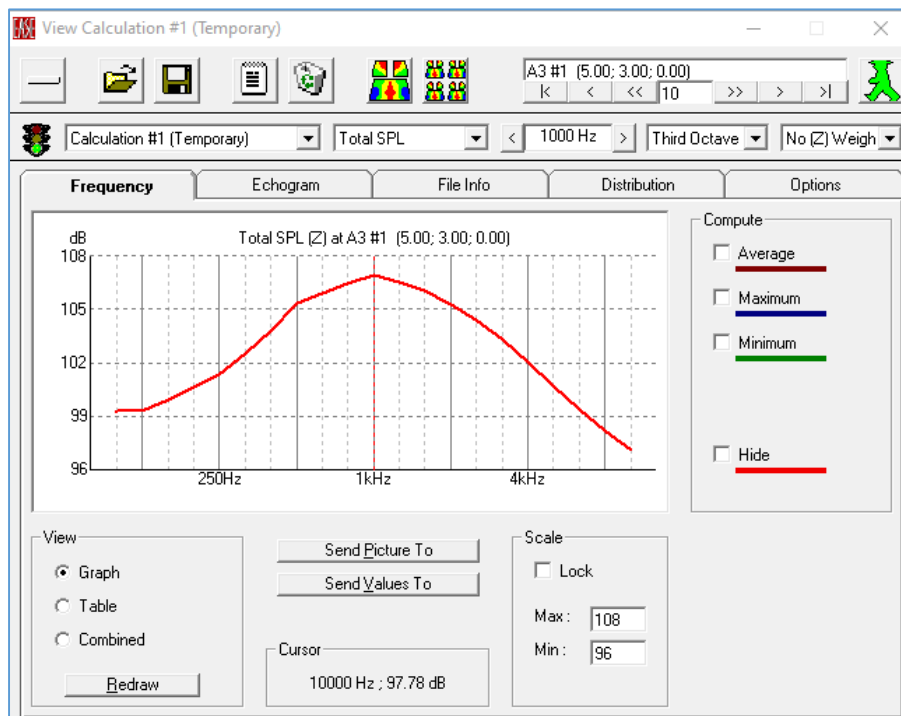 EASE View Calculation #1 (Temporary)
A3 #1 (5.00; 3.00; 0.00)
|< < << 10 >> > >|
Calculation #1 (Temporary) Total SPL < 1000 Hz > Third Octave No (Z) Weigh
Frequency Echogram File Info Distribution Options
dB Total SPL (Z) at A3 #1 (5.00; 3.00; 0.00)
108
105
102
99
96
250Hz 1kHz 4kHz
Compute
Average
Maximum
Minimum
Hide
View
Graph
Table
Combined
Redraw
Send Picture To
Send Values To
Cursor
10000 Hz ; 97.78 dB
Scale
Lock
Max : 108
Min : 96